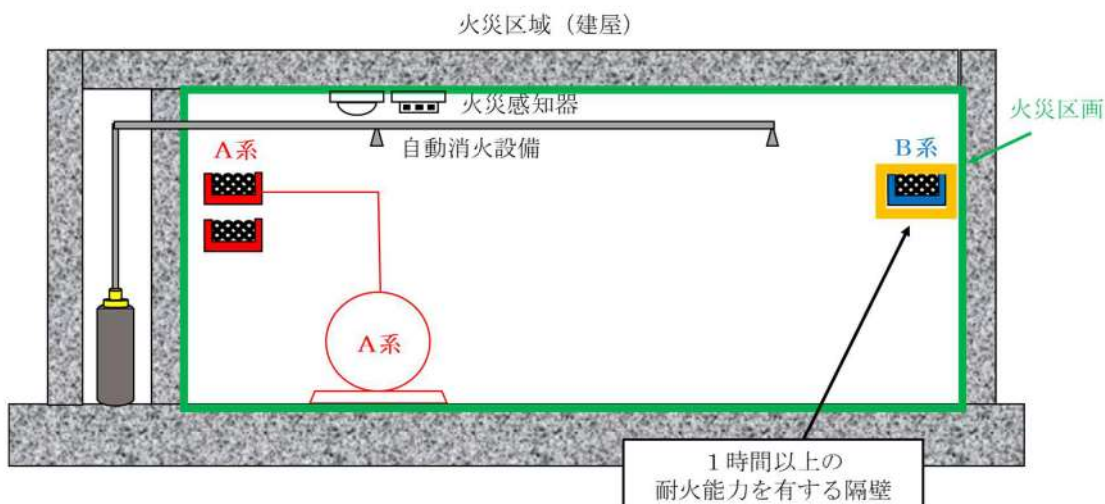 火災区域（建屋）
火災感知器
火災区画
自動消火設備
A系
B系
A系
１時間以上の
耐火能力を有する隔壁